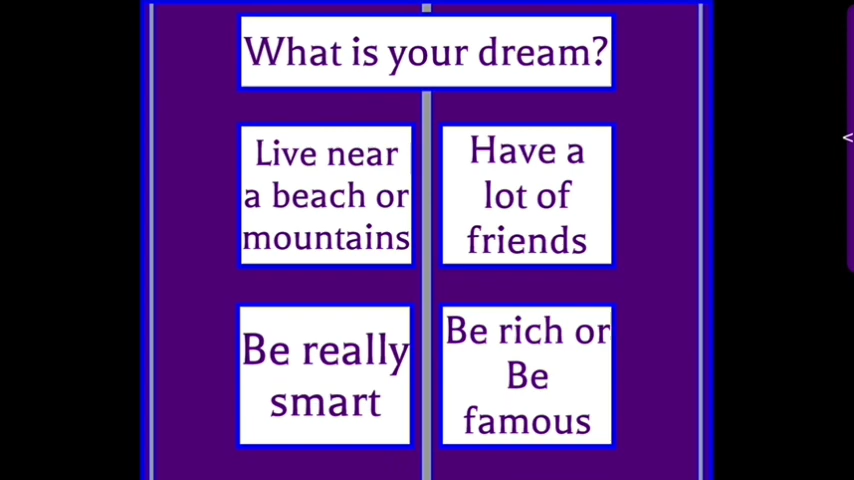 What is your dream?
Live near
a beach or
mountains
Have a
lot of
friends
Be really
smart
Be rich or
Be
famous
<